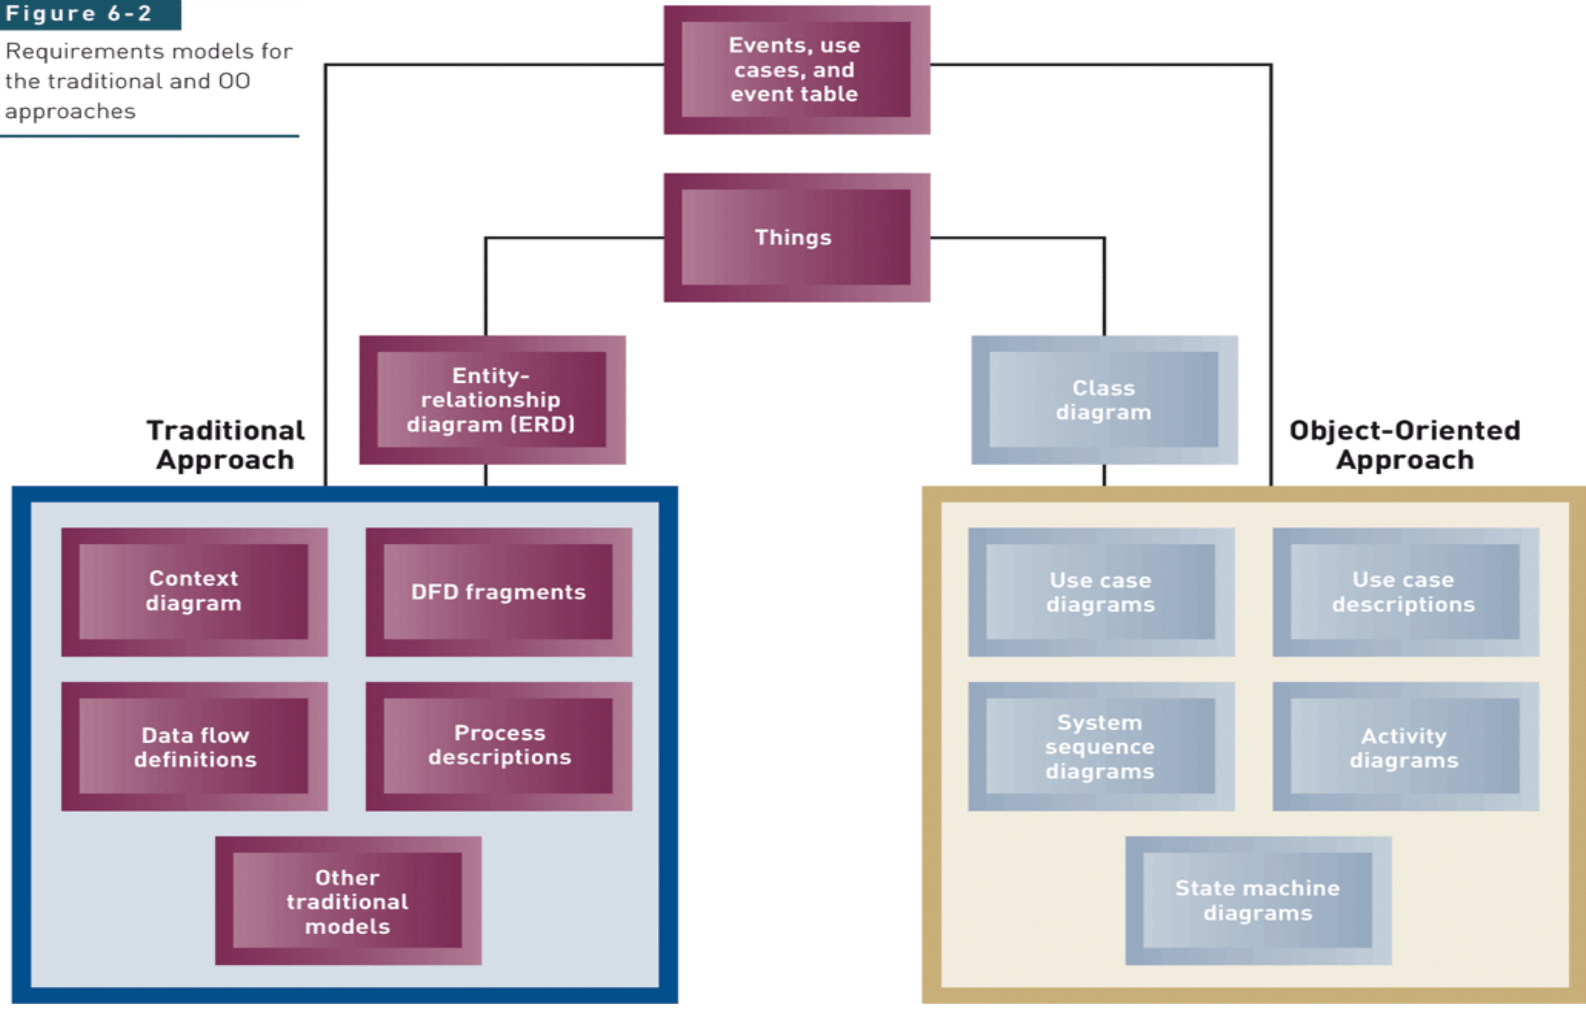 Figure 6-2
Requirements models for
the traditional and OO
approaches
Events, use
cases, and
event table
Things
Entity-
relationship
diagram (ERD)
Class
diagram
Traditional
Approach
Object-Oriented
Approach
Context
diagram
DFD fragments
Data flow
definitions
Process
descriptions
Other
traditional
models
Use case
diagrams
Use case
descriptions
System
sequence
diagrams
Activity
diagrams
State machine
diagrams